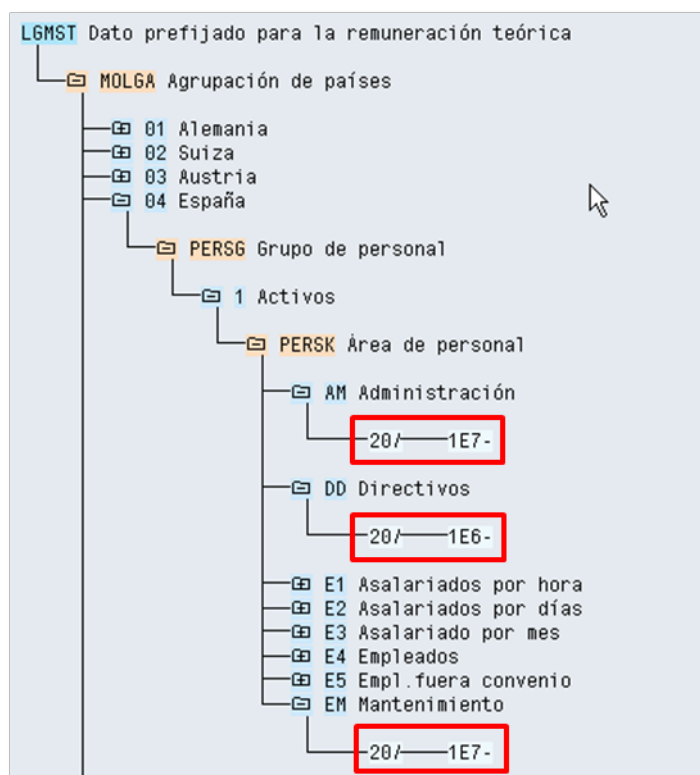 LGMST Dato prefijado para la remuneración teórica
MOLGA Agrupación de países
01 Alemania
02 Suiza
03 Austria
04 España
PERSG Grupo de personal
1 Activos
PERSK Área de personal
AM Administración
20/ 1E7-
DD Directivos
20/ 1E6-
E1 Asalariados por hora
E2 Asalariados por días
E3 Asalariado por mes
E4 Empleados
E5 Empl.fuera convenio
EM Mantenimiento
20/ 1E7-